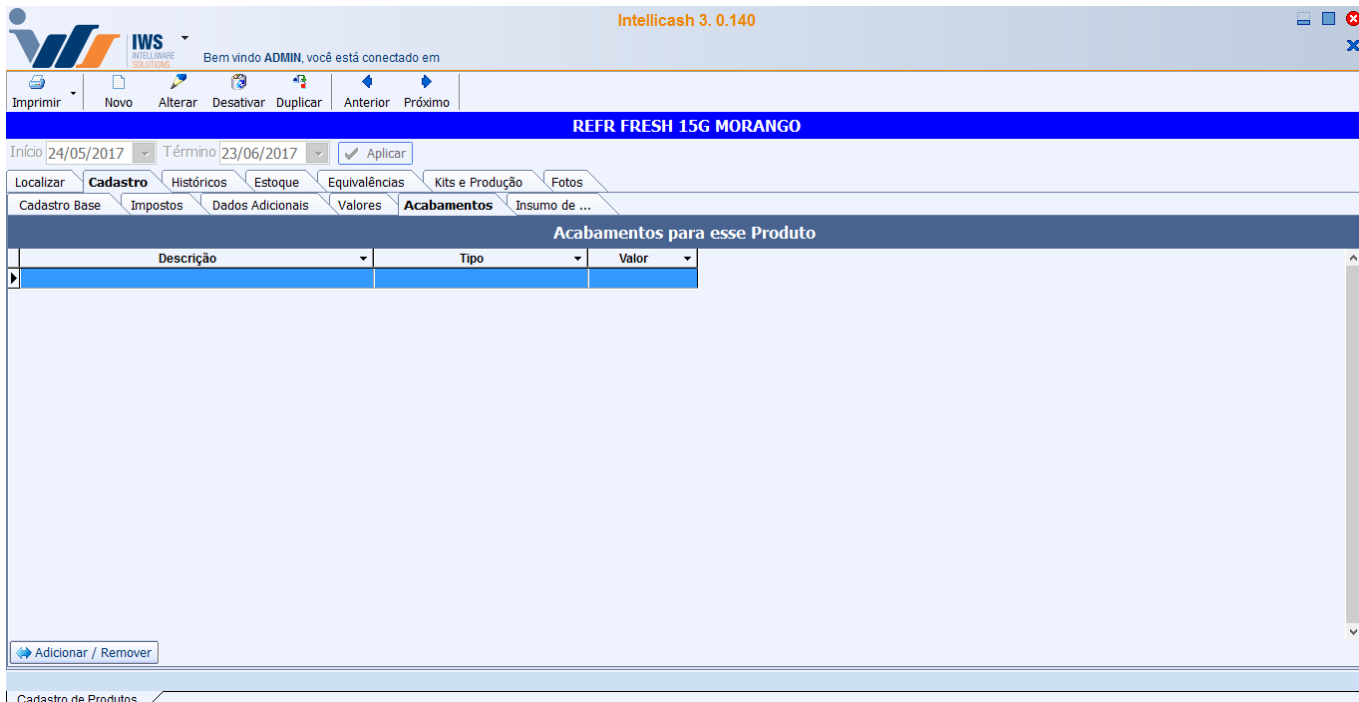 Intellicash 3. 0.140
IWS
INTELLIWARE
SOLUTIONS
Bem vindo ADMIN, você está conectado em
Imprimir Novo Alterar Desativar Duplicar Anterior Próximo
REFR FRESH 15G MORANGO
Início 24/05/2017 Término 23/06/2017 Aplicar
Localizar Cadastro Históricos Estoque Equivalências Kits e Produção Fotos
Cadastro Base Impostos Dados Adicionais Valores Acabamentos Insumo de ...
Acabamentos para esse Produto
Descrição Tipo Valor
Adicionar / Remover
Cadastro de Produtos